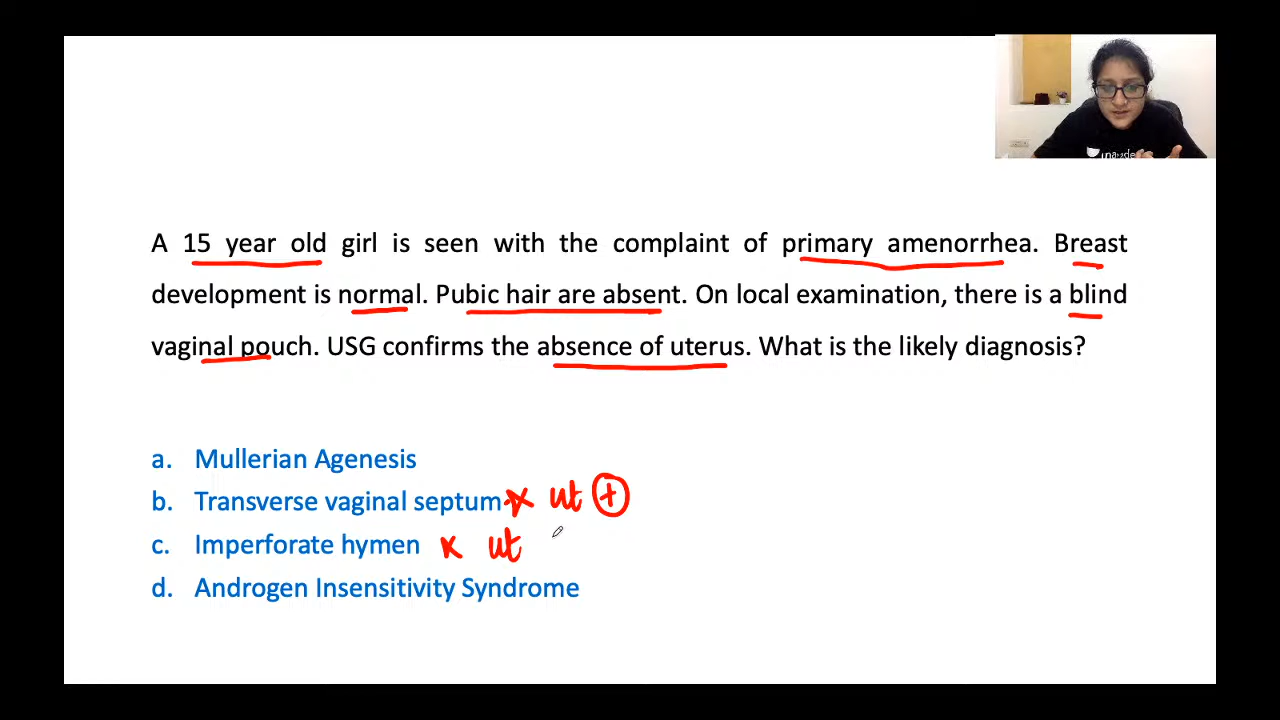 A 15 year old girl is seen with the complaint of primary amenorrhea. Breast
development is normal. Pubic hair are absent. On local examination, there is a blind
vaginal pouch. USG confirms the absence of uterus. What is the likely diagnosis?
a. Mullerian Agenesis
b. Transverse vaginal septum x ut +
c. Imperforate hymen x ut
d. Androgen Insensitivity Syndrome